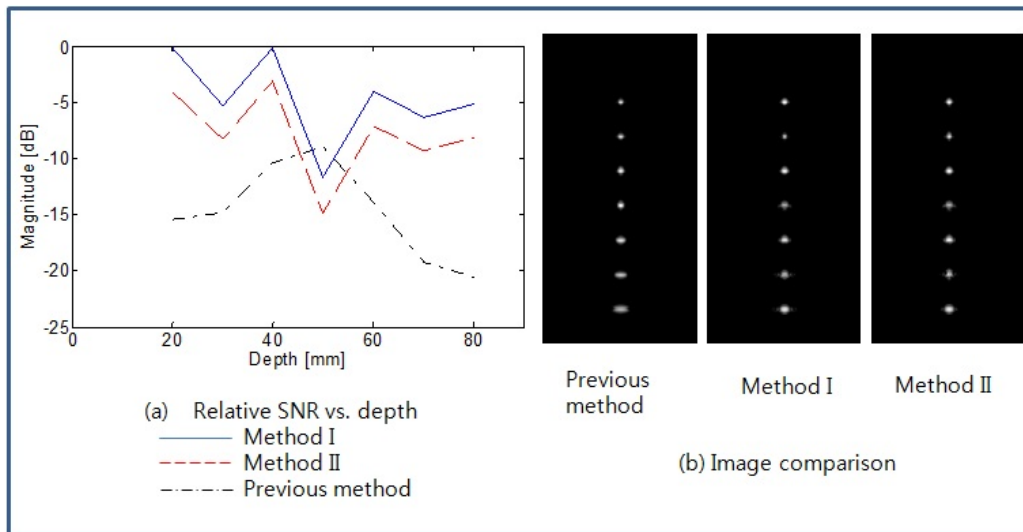 0
-5
-10
-15
-20
-25
Magnitude [dB]
0
20
40
60
80
Depth [mm]
(a) Relative SNR vs. depth
Method Ⅰ
Method Ⅱ
Previous method
Previous
method
Method Ⅰ
Method Ⅱ
(b) Image comparison